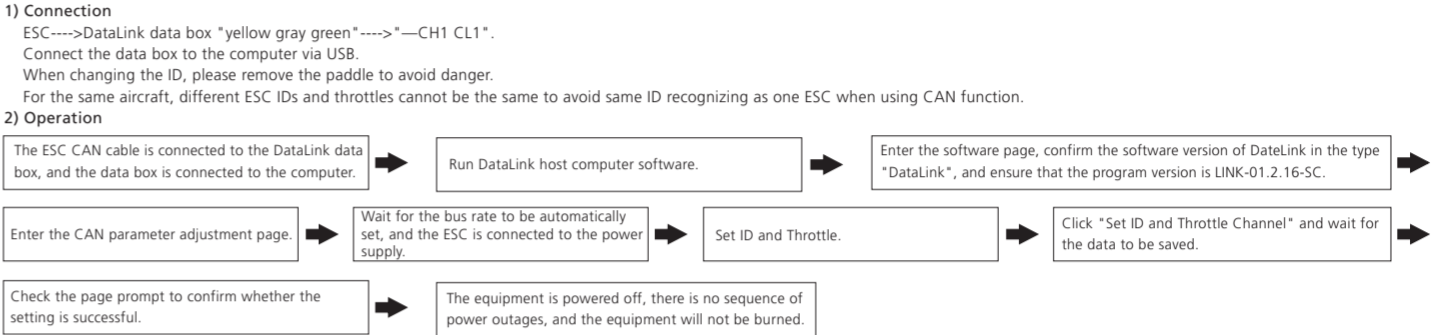 1) Connection
ESC---->DataLink data box "yellow gray green"---->"—CH1 CL1".
Connect the data box to the computer via USB.
When changing the ID, please remove the paddle to avoid danger.
For the same aircraft, different ESC IDs and throttles cannot be the same to avoid same ID recognizing as one ESC when using CAN function.
2) Operation
The ESC CAN cable is connected to the DataLink data
box, and the data box is connected to the computer.
Run DataLink host computer software.
Enter the software page, confirm the software version of DateLink in the type
"DataLink", and ensure that the program version is LINK-01.2.16-SC.
Enter the CAN parameter adjustment page.
Wait for the bus rate to be automatically
set, and the ESC is connected to the power
supply.
Set ID and Throttle.
Click "Set ID and Throttle Channel" and wait for
the data to be saved.
Check the page prompt to confirm whether the
setting is successful.
The equipment is powered off, there is no sequence of
power outages, and the equipment will not be burned.